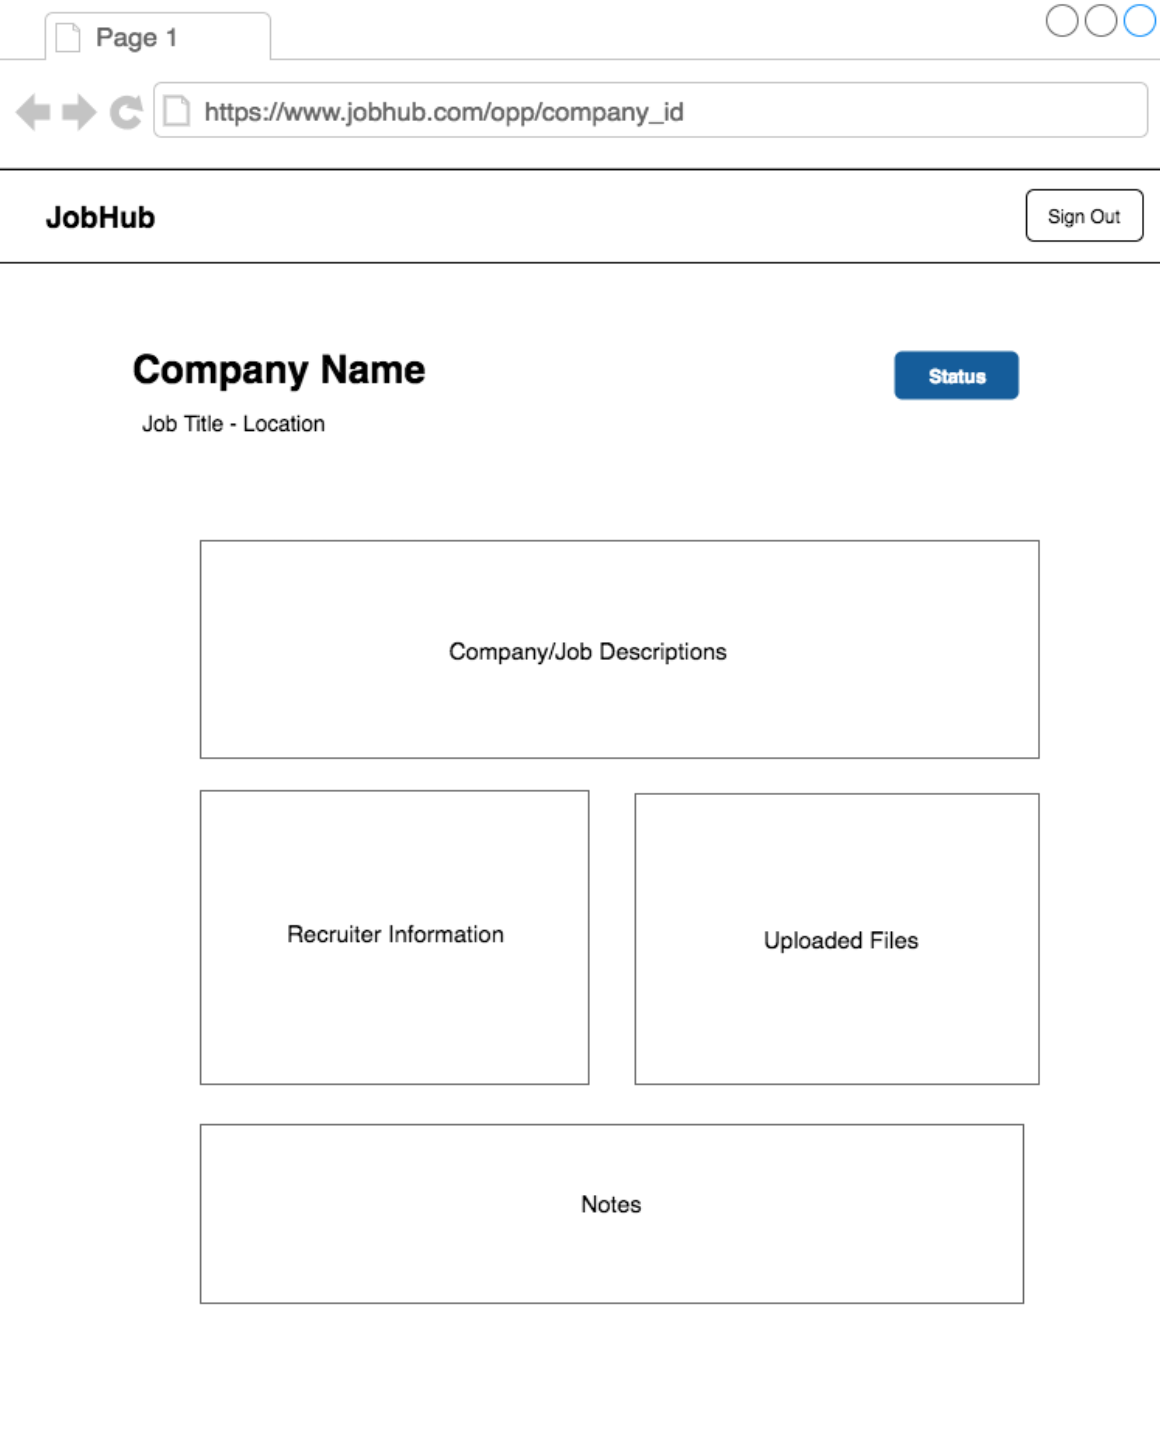 Page 1
https://www.jobhub.com/opp/company_id
JobHub
Sign Out
Company Name
Status
Job Title - Location
Company/Job Descriptions
Recruiter Information
Uploaded Files
Notes